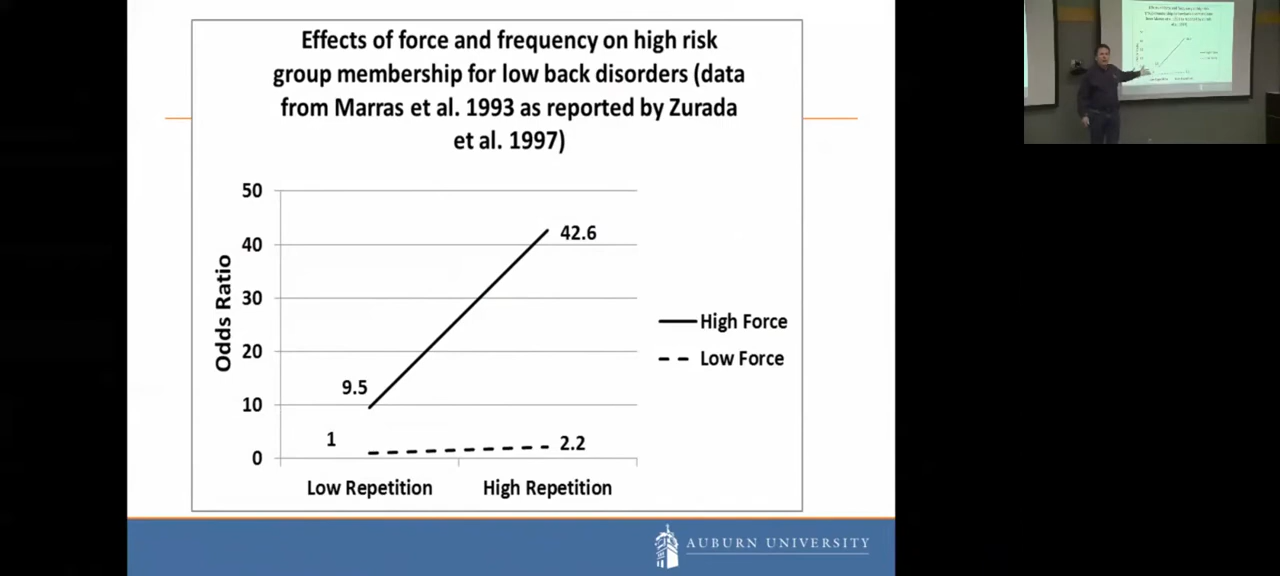 Effects of force and frequency on high risk
group membership for low back disorders (data
from Marras et al. 1993 as reported by Zurada
et al. 1997)
50
40
30
20
10
0
Odds Ratio
42.6
9.5
1
2.2
High Force
Low Force
Low Repetition
High Repetition
AUBURN UNIVERSITY